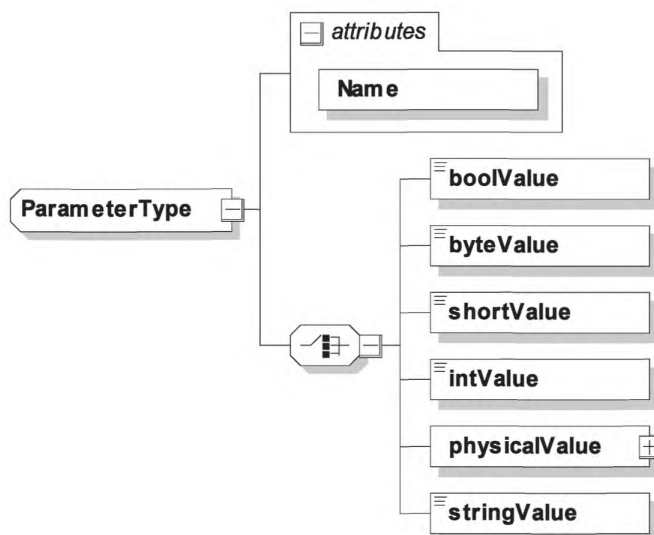 attributes
Name
ParameterType
boolValue
byteValue
shortValue
intValue
physicalValue
stringValue